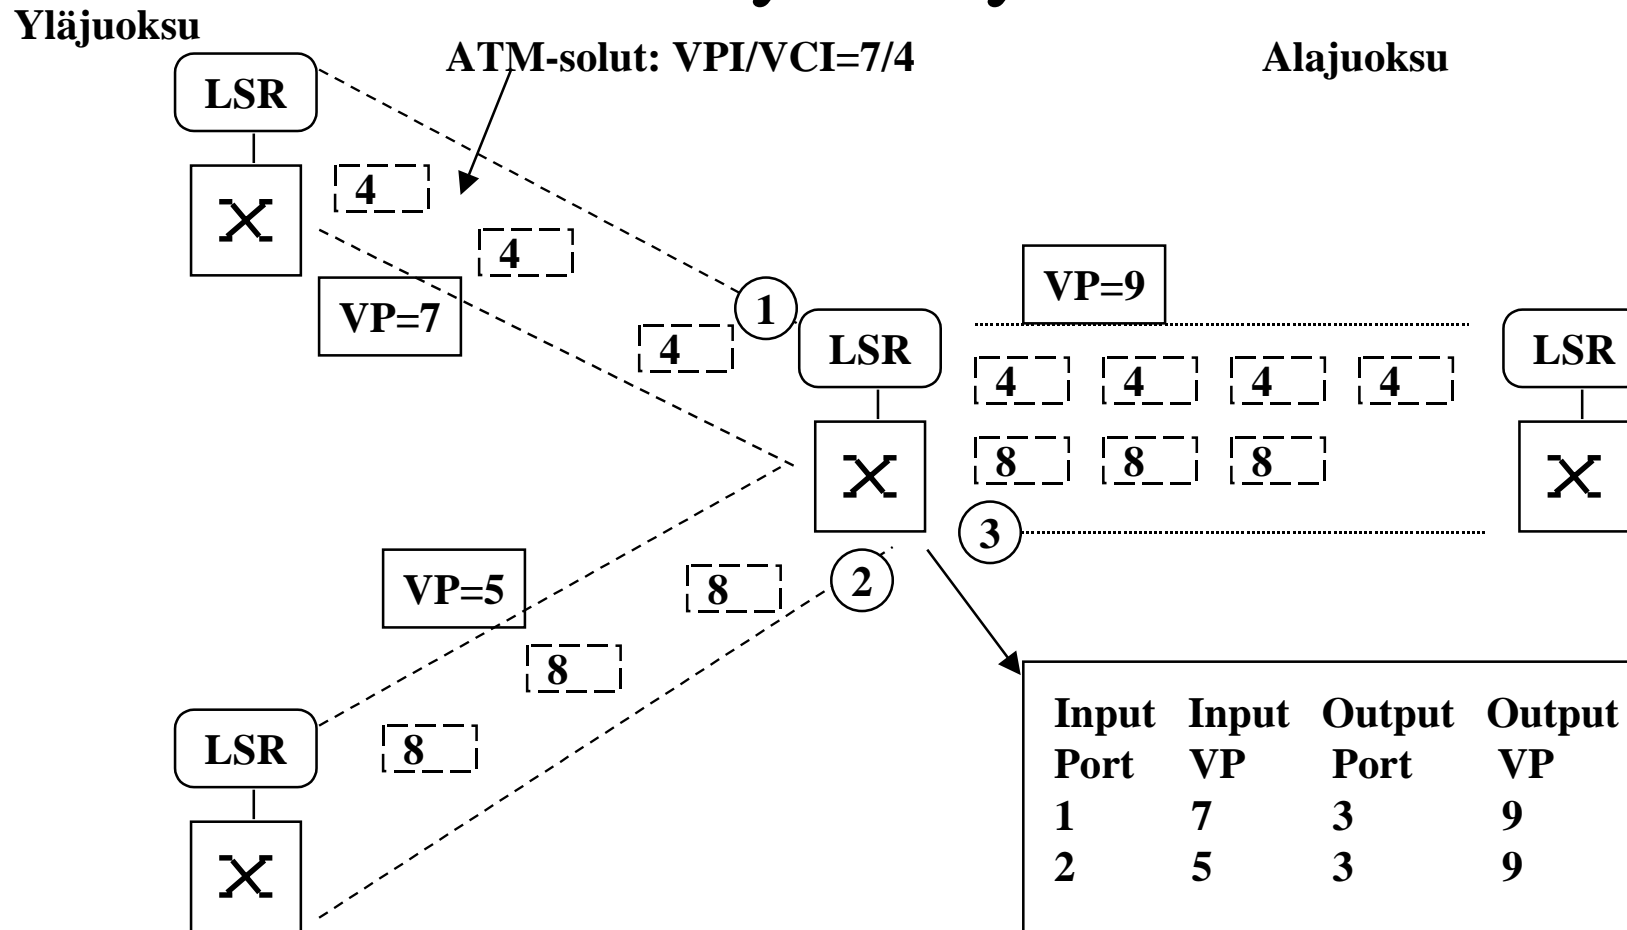 Yläjuoksu
ATM-solut: VPI/VCI=7/4
Alajuoksu
LSR
4
4
VP=7
4
1
LSR
VP=9
LSR
4 4 4 4
8 8 8
3
VP=5
8
2
8
LSR
8
Input Input Output Output
Port VP Port VP
1 7 3 9
2 5 3 9